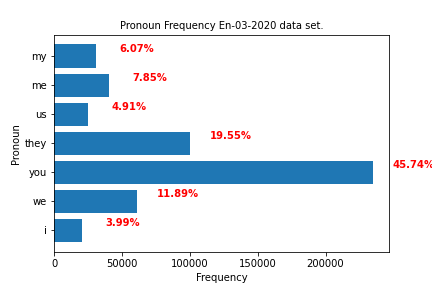 Pronoun Frequency En-03-2020 data set.
Pronoun
my 6.07%
me 7.85%
us 4.91%
they 19.55%
you 45.74%
we 11.89%
i 3.99%
0 50000 100000 150000 200000
Frequency